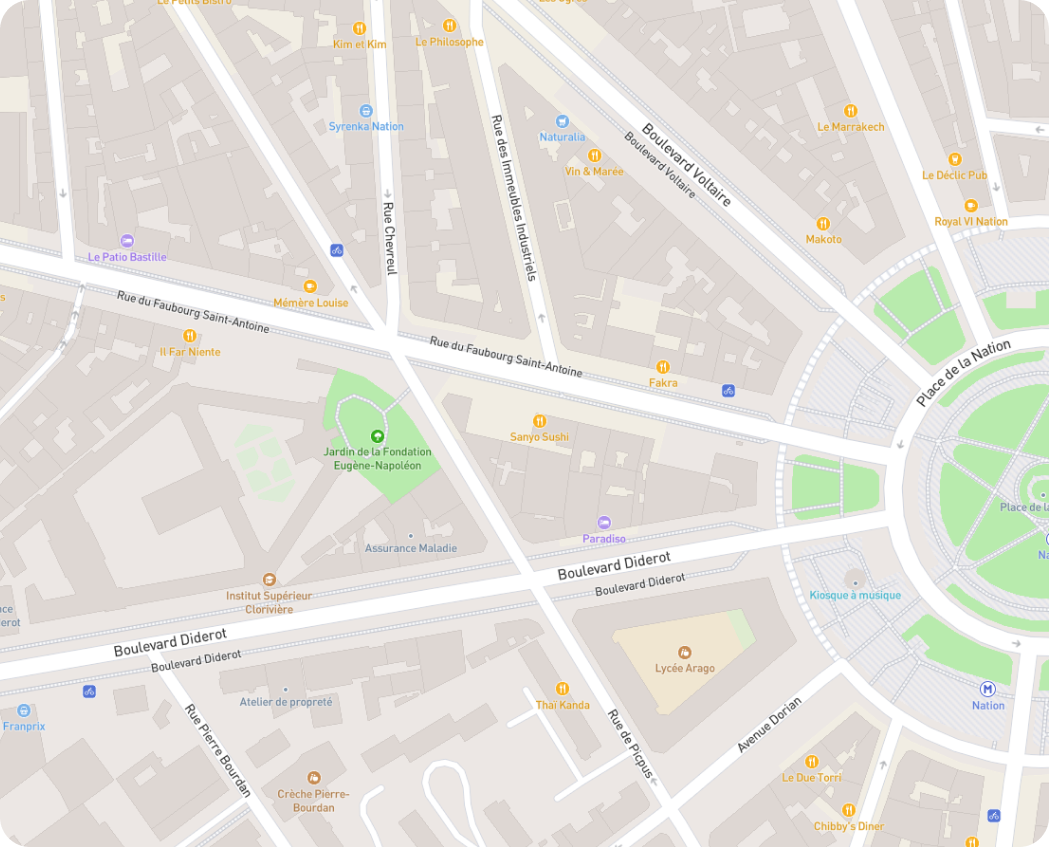 Le Petits Bistro
Kim et Kim
Le Philosophe
Syrenka Nation
Naturalia
Vin & Marée
Boulevard Voltaire
Boulevard Voltaire
Le Marrakech
Le Déclic Pub
Royal VI Nation
Makoto
Rue des Immeubles Industriels
Rue Chevreul
Le Patio Bastille
Mémère Louise
Rue du Faubourg Saint-Antoine
Il Far Niente
Rue du Faubourg Saint-Antoine
Fakra
Place de la Nation
Sanyo Sushi
Jardin de la Fondation
Eugène-Napoléon
Place de la
Paradiso
Assurance Maladie
Boulevard Diderot
Boulevard Diderot
Institut Supérieur
Clorivière
Kiosque à musique
Boulevard Diderot
Boulevard Diderot
Lycée Arago
Atelier de propreté
Thaï Kanda
M
Nation
Franprix
Rue Pierre Bourdan
Rue de Picpus
Avenue Dorian
Crèche Pierre-
Bourdan
Le Due Torri
Chibby's Diner